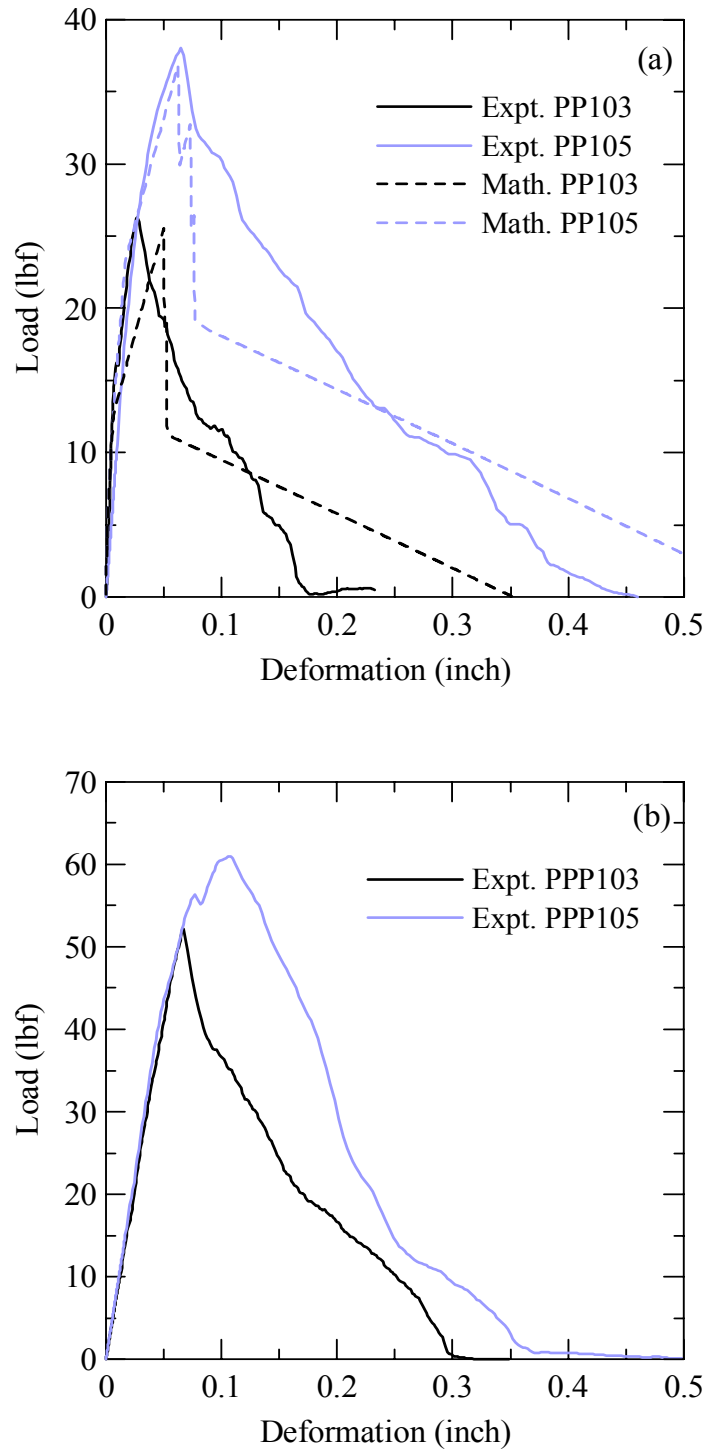 40
(a)
Expt. PP103
Expt. PP105
Math. PP103
Math. PP105
30
20
10
0
Load (lbf)
0 0.1 0.2 0.3 0.4 0.5
Deformation (inch)
70
(b)
60
Expt. PPP103
Expt. PPP105
50
40
30
20
10
0
Load (lbf)
0 0.1 0.2 0.3 0.4 0.5
Deformation (inch)